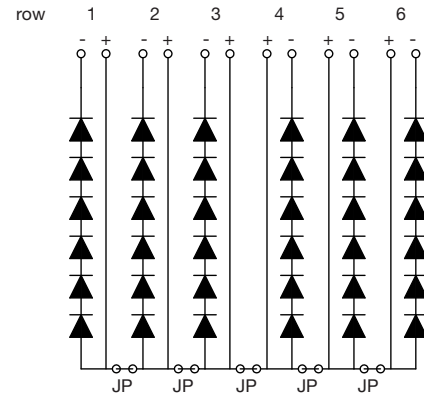 row 1 2 3 4 5 6
- + - + - + + - + - + -
JP JP JP JP JP